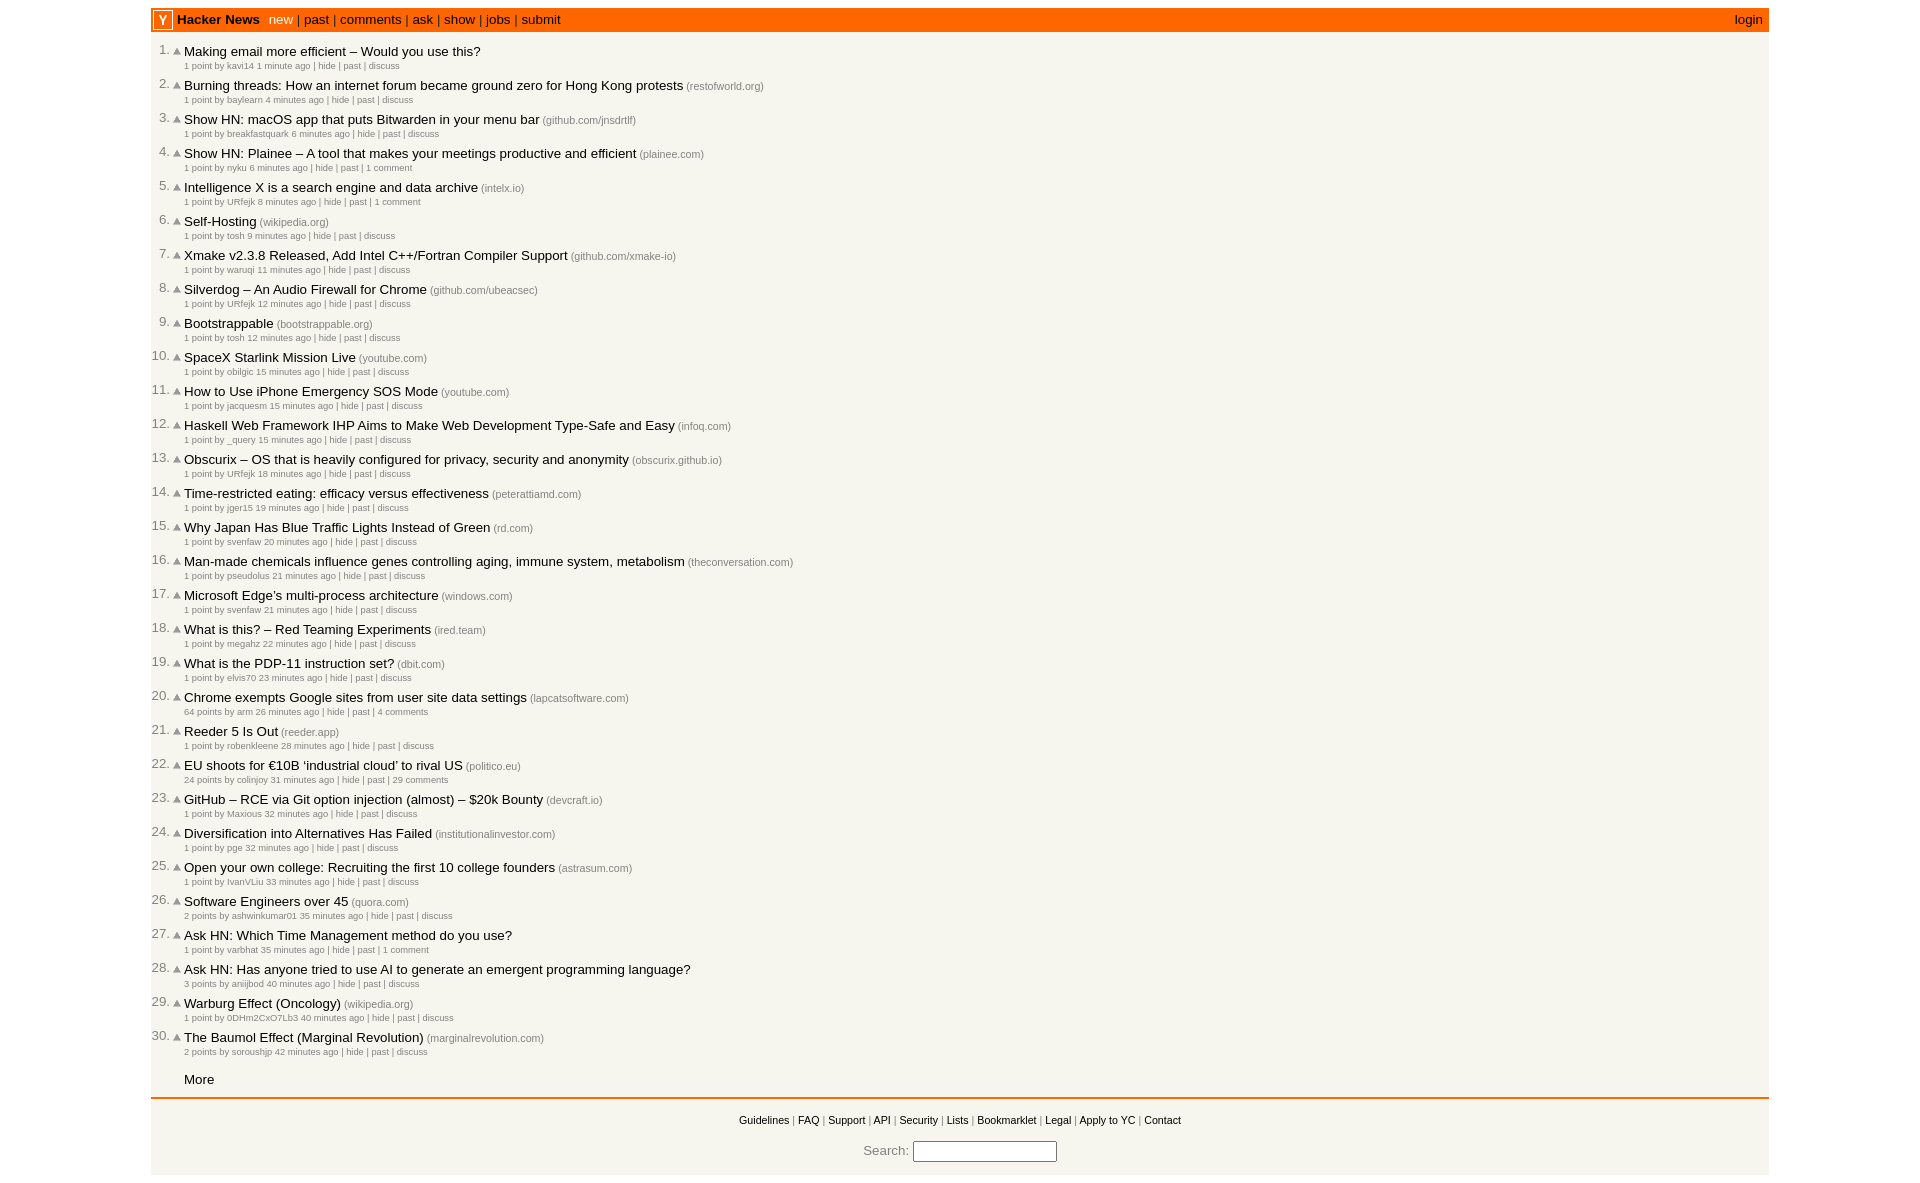 Y Hacker News new | past | comments | ask | show | jobs | submit login
1. Making email more efficient – Would you use this?
1 point by kavi14 1 minute ago | hide | past | discuss
2. Burning threads: How an internet forum became ground zero for Hong Kong protests (restofworld.org)
1 point by baylearn 4 minutes ago | hide | past | discuss
3. Show HN: macOS app that puts Bitwarden in your menu bar (github.com/jnsdrtlf)
1 point by breakfastquark 6 minutes ago | hide | past | discuss
4. Show HN: Plainee – A tool that makes your meetings productive and efficient (plainee.com)
1 point by nyku 6 minutes ago | hide | past | 1 comment
5. Intelligence X is a search engine and data archive (intelx.io)
1 point by URfejk 8 minutes ago | hide | past | 1 comment
6. Self-Hosting (wikipedia.org)
1 point by tosh 9 minutes ago | hide | past | discuss
7. Xmake v2.3.8 Released, Add Intel C++/Fortran Compiler Support (github.com/xmake-io)
1 point by waruqi 11 minutes ago | hide | past | discuss
8. Silverdog – An Audio Firewall for Chrome (github.com/ubeacsec)
1 point by URfejk 12 minutes ago | hide | past | discuss
9. Bootstrappable (bootstrappable.org)
1 point by tosh 12 minutes ago | hide | past | discuss
10. SpaceX Starlink Mission Live (youtube.com)
1 point by obilgic 15 minutes ago | hide | past | discuss
11. How to Use iPhone Emergency SOS Mode (youtube.com)
1 point by jacquesm 15 minutes ago | hide | past | discuss
12. Haskell Web Framework IHP Aims to Make Web Development Type-Safe and Easy (infoq.com)
1 point by _query 15 minutes ago | hide | past | discuss
13. Obscurix – OS that is heavily configured for privacy, security and anonymity (obscurix.github.io)
1 point by URfejk 18 minutes ago | hide | past | discuss
14. Time-restricted eating: efficacy versus effectiveness (peterattiamd.com)
1 point by jger15 19 minutes ago | hide | past | discuss
15. Why Japan Has Blue Traffic Lights Instead of Green (rd.com)
1 point by svenfaw 20 minutes ago | hide | past | discuss
16. Man-made chemicals influence genes controlling aging, immune system, metabolism (theconversation.com)
1 point by pseudolus 21 minutes ago | hide | past | discuss
17. Microsoft Edge’s multi-process architecture (windows.com)
1 point by svenfaw 21 minutes ago | hide | past | discuss
18. What is this? – Red Teaming Experiments (ired.team)
1 point by megahz 22 minutes ago | hide | past | discuss
19. What is the PDP-11 instruction set? (dbit.com)
1 point by elvis70 23 minutes ago | hide | past | discuss
20. Chrome exempts Google sites from user site data settings (lapcatsoftware.com)
64 points by arm 26 minutes ago | hide | past | 4 comments
21. Reeder 5 Is Out (reeder.app)
1 point by robenkleene 28 minutes ago | hide | past | discuss
22. EU shoots for €10B ‘industrial cloud’ to rival US (politico.eu)
24 points by colinjoy 31 minutes ago | hide | past | 29 comments
23. GitHub – RCE via Git option injection (almost) – $20k Bounty (devcraft.io)
1 point by Maxious 32 minutes ago | hide | past | discuss
24. Diversification into Alternatives Has Failed (institutionalinvestor.com)
1 point by pge 32 minutes ago | hide | past | discuss
25. Open your own college: Recruiting the first 10 college founders (astrasum.com)
1 point by IvanVLiu 33 minutes ago | hide | past | discuss
26. Software Engineers over 45 (quora.com)
2 points by ashwinkumar01 35 minutes ago | hide | past | discuss
27. Ask HN: Which Time Management method do you use?
1 point by varbhat 35 minutes ago | hide | past | 1 comment
28. Ask HN: Has anyone tried to use AI to generate an emergent programming language?
3 points by aniijbod 40 minutes ago | hide | past | discuss
29. Warburg Effect (Oncology) (wikipedia.org)
1 point by 0DHm2CxO7Lb3 40 minutes ago | hide | past | discuss
30. The Baumol Effect (Marginal Revolution) (marginalrevolution.com)
2 points by soroushjp 42 minutes ago | hide | past | discuss
More
Guidelines | FAQ | Support | API | Security | Lists | Bookmarklet | Legal | Apply to YC | Contact
Search: